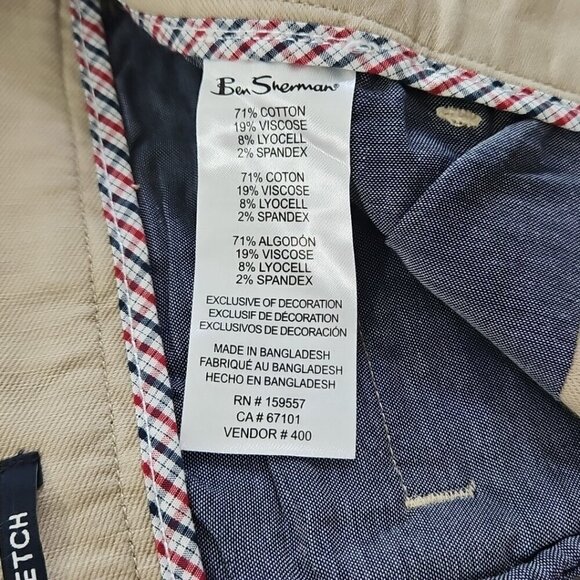 Ben Sherman®
71% COTTON
19% VISCOSE
8% LYOCELL
2% SPANDEX
71% COTON
19% VISCOSE
8% LYOCELL
2% SPANDEX
71% ALGODÓN
19% VISCOSE
8% LYOCELL
2% SPANDEX
EXCLUSIVE OF DECORATION
EXCLUSIF DE DÉCORATION
EXCLUSIVOS DE DECORACIÓN
MADE IN BANGLADESH
FABRIQUÉ AU BANGLADESH
HECHO EN BANGLADESH
RN # 159557
CA # 67101
VENDOR # 400
ETCH